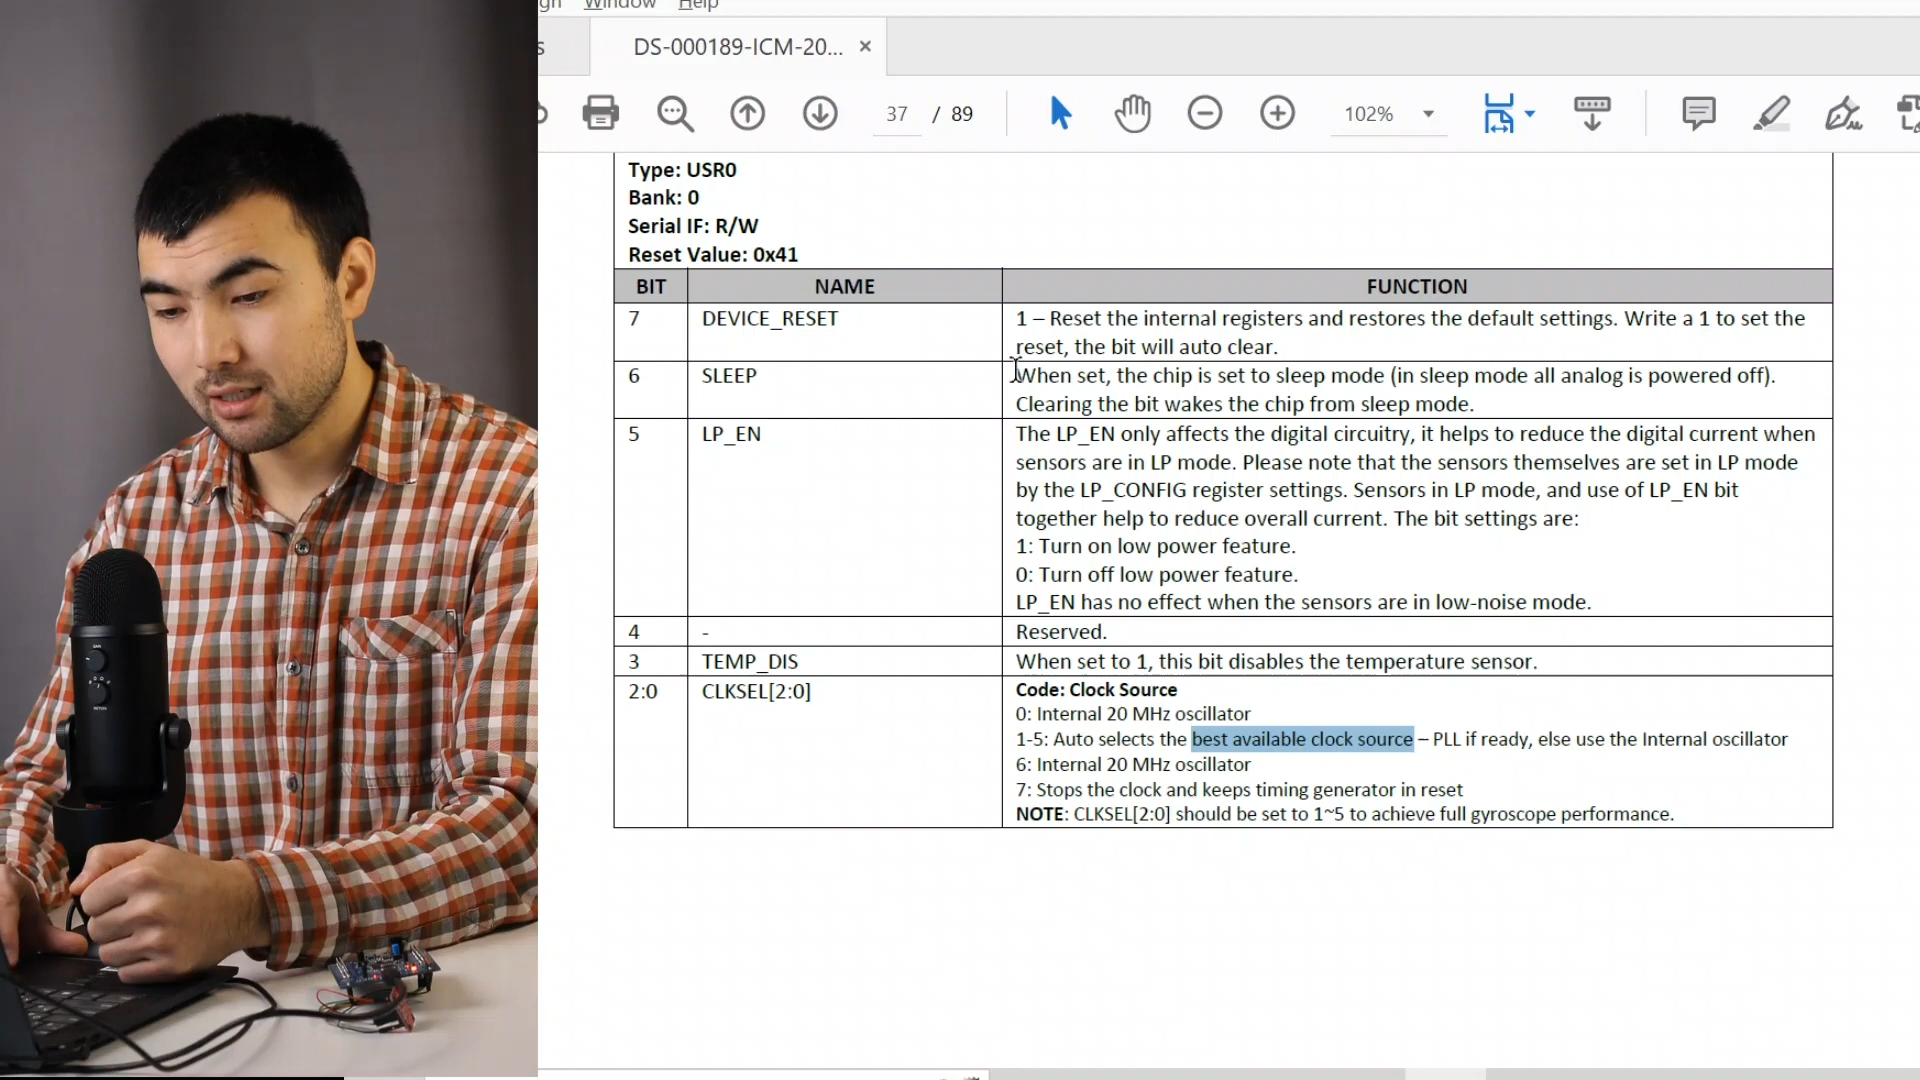 Window Help
DS-000189-ICM-20... ×
37 / 89
102%
Type: USR0
Bank: 0
Serial IF: R/W
Reset Value: 0x41
BIT NAME FUNCTION
7 DEVICE_RESET 1 – Reset the internal registers and restores the default settings. Write a 1 to set the
reset, the bit will auto clear.
6 SLEEP When set, the chip is set to sleep mode (in sleep mode all analog is powered off).
Clearing the bit wakes the chip from sleep mode.
5 LP_EN The LP_EN only affects the digital circuitry, it helps to reduce the digital current when
sensors are in LP mode. Please note that the sensors themselves are set in LP mode
by the LP_CONFIG register settings. Sensors in LP mode, and use of LP_EN bit
together help to reduce overall current. The bit settings are:
1: Turn on low power feature.
0: Turn off low power feature.
LP_EN has no effect when the sensors are in low-noise mode.
4 - Reserved.
3 TEMP_DIS When set to 1, this bit disables the temperature sensor.
2:0 CLKSEL[2:0] Code: Clock Source
0: Internal 20 MHz oscillator
1-5: Auto selects the best available clock source – PLL if ready, else use the Internal oscillator
6: Internal 20 MHz oscillator
7: Stops the clock and keeps timing generator in reset
NOTE: CLKSEL[2:0] should be set to 1~5 to achieve full gyroscope performance.